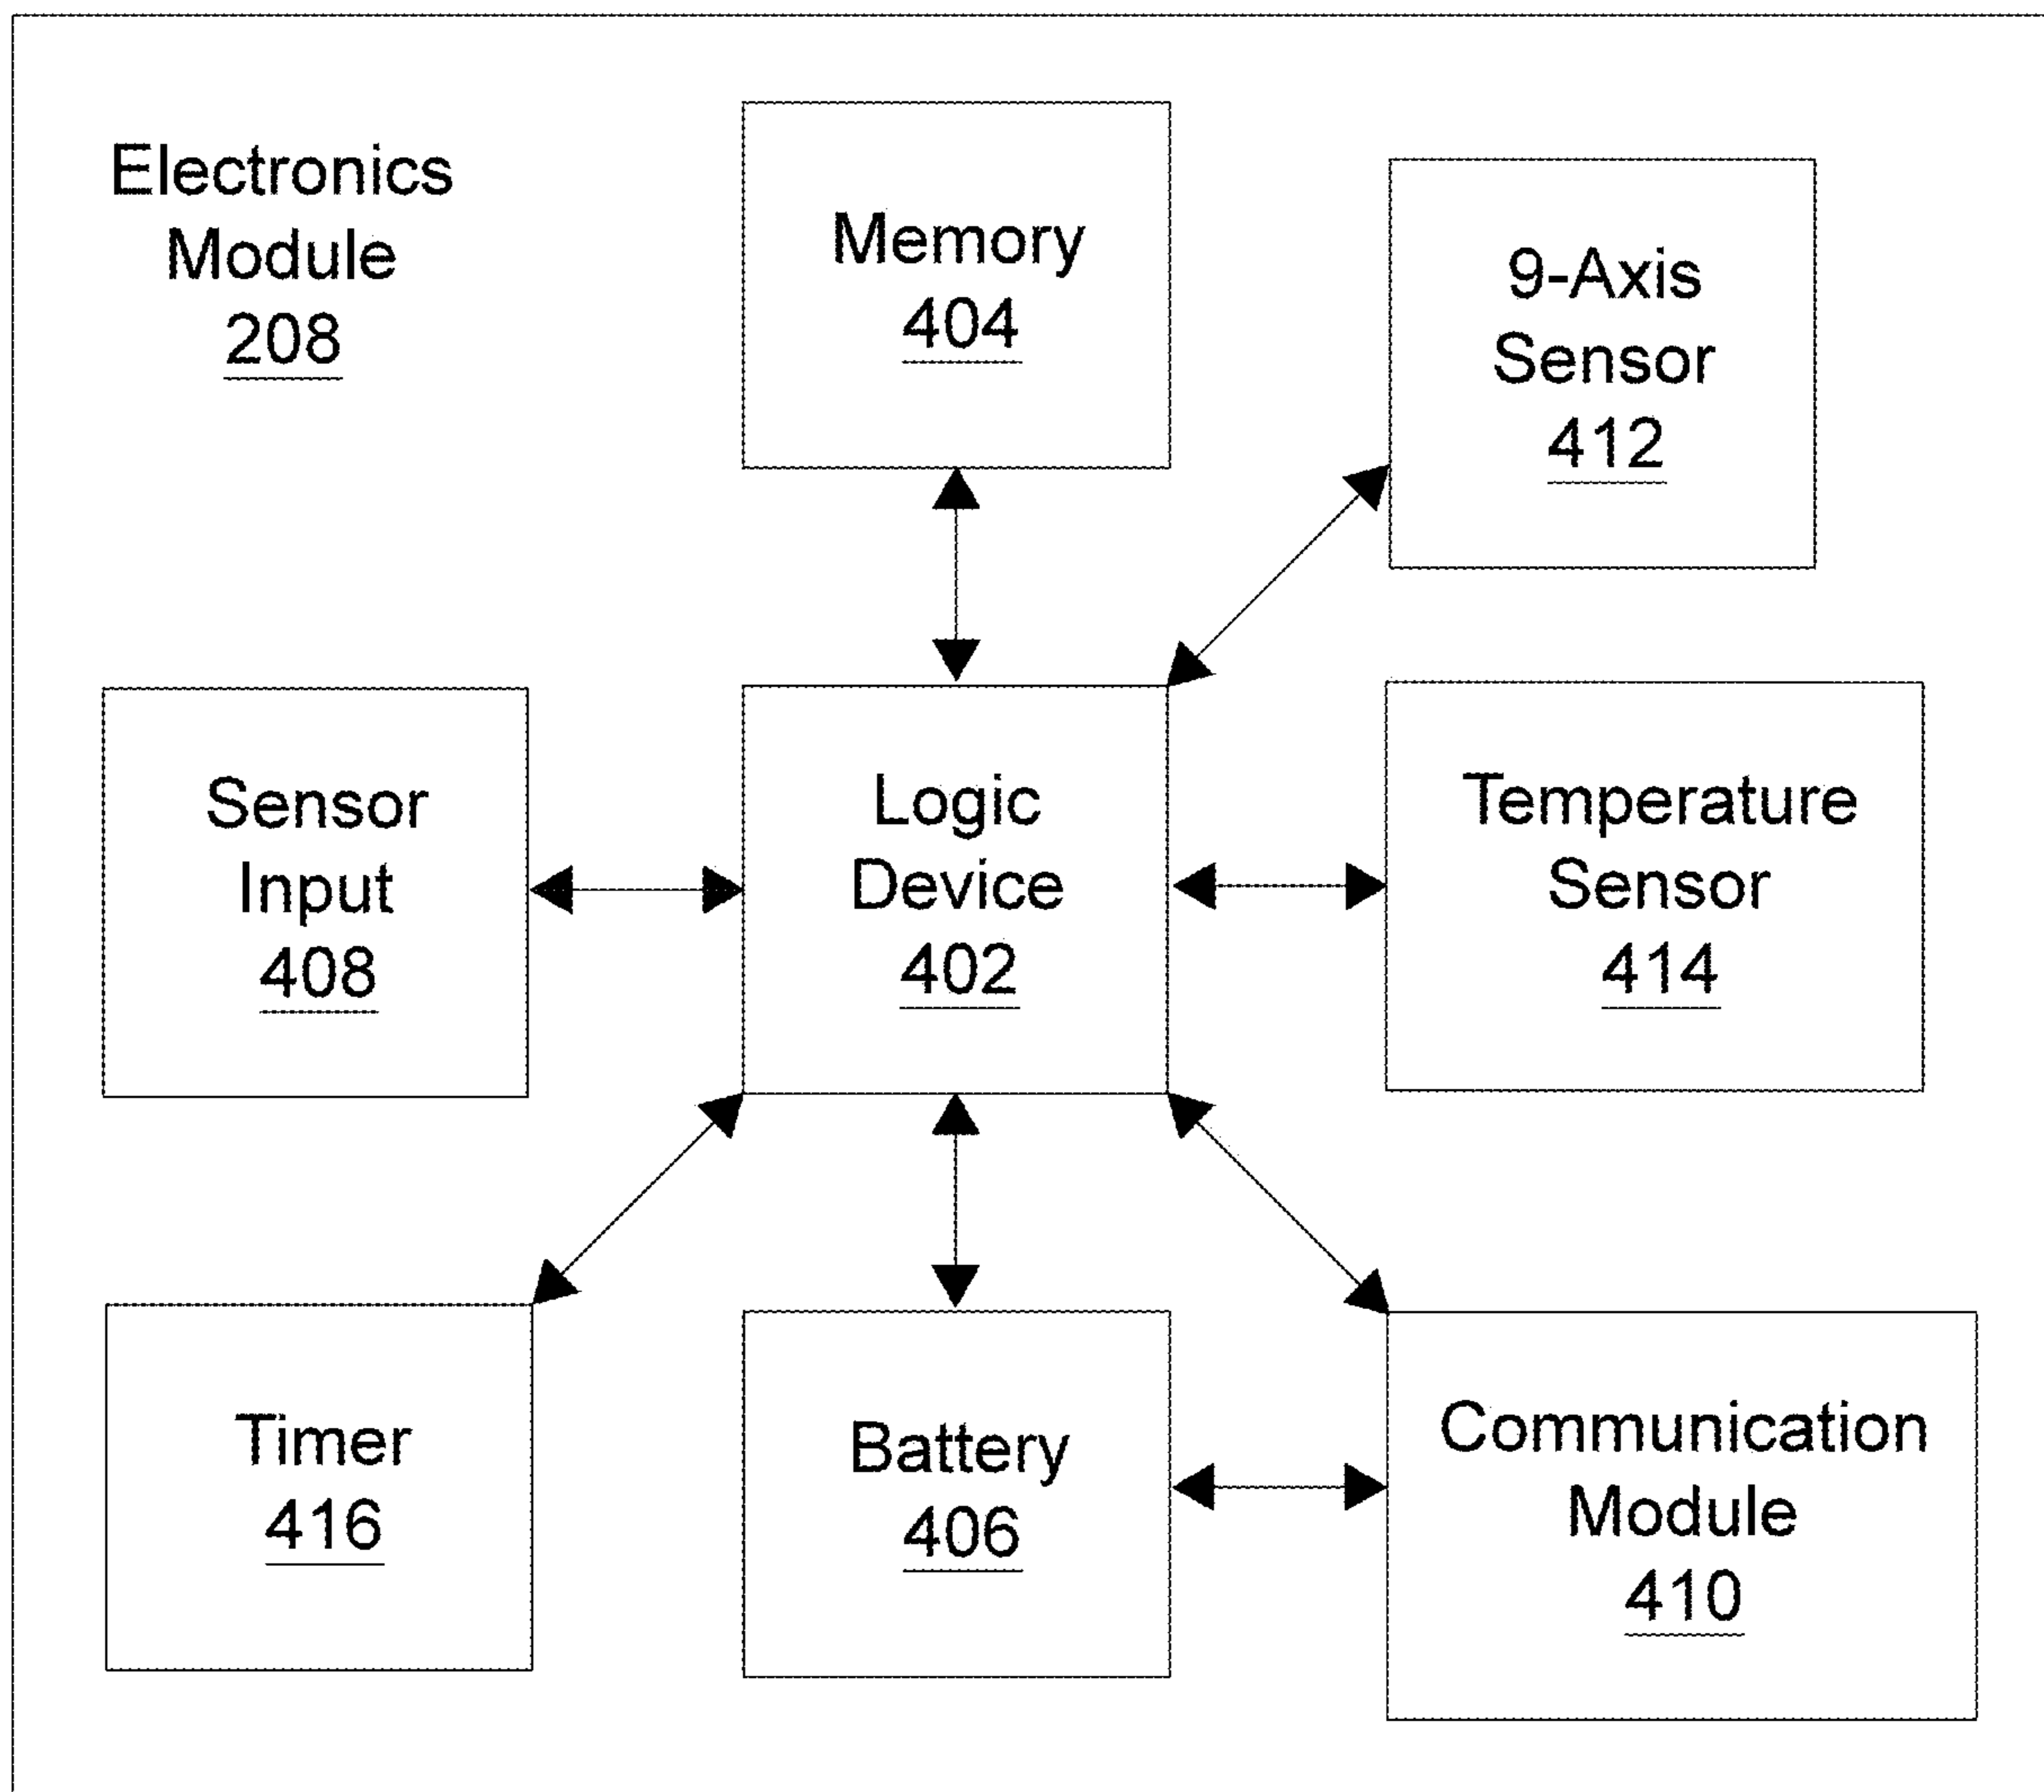 Electronics
Module
208
Memory
404
9-Axis
Sensor
412
Sensor
Input
408
Logic
Device
402
Temperature
Sensor
414
Timer
416
Battery
406
Communication
Module
410